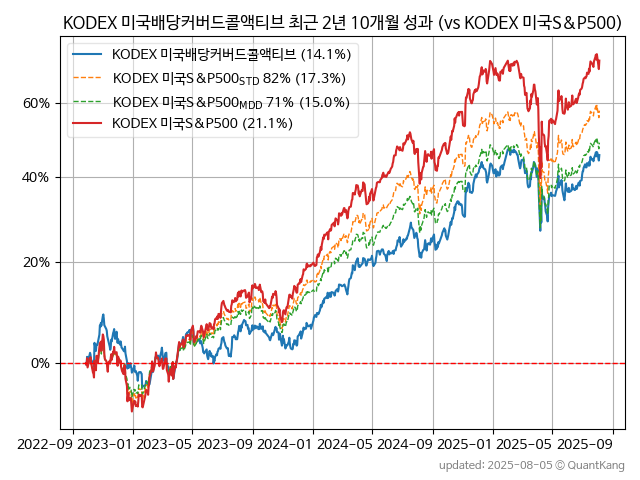 KODEX 미국배당커버드콜액티브 최근 2년 10개월 성과 (vs KODEX 미국S&P500)
KODEX 미국배당커버드콜액티브 (14.1%)
KODEX 미국S&P500STD 82% (17.3%)
KODEX 미국S&P500MDD 71% (15.0%)
KODEX 미국S&P500 (21.1%)
60%
40%
20%
0%
2022-09 2023-01 2023-05 2023-09 2024-01 2024-05 2024-09 2025-01 2025-05 2025-09
updated: 2025-08-05 © QuantKang